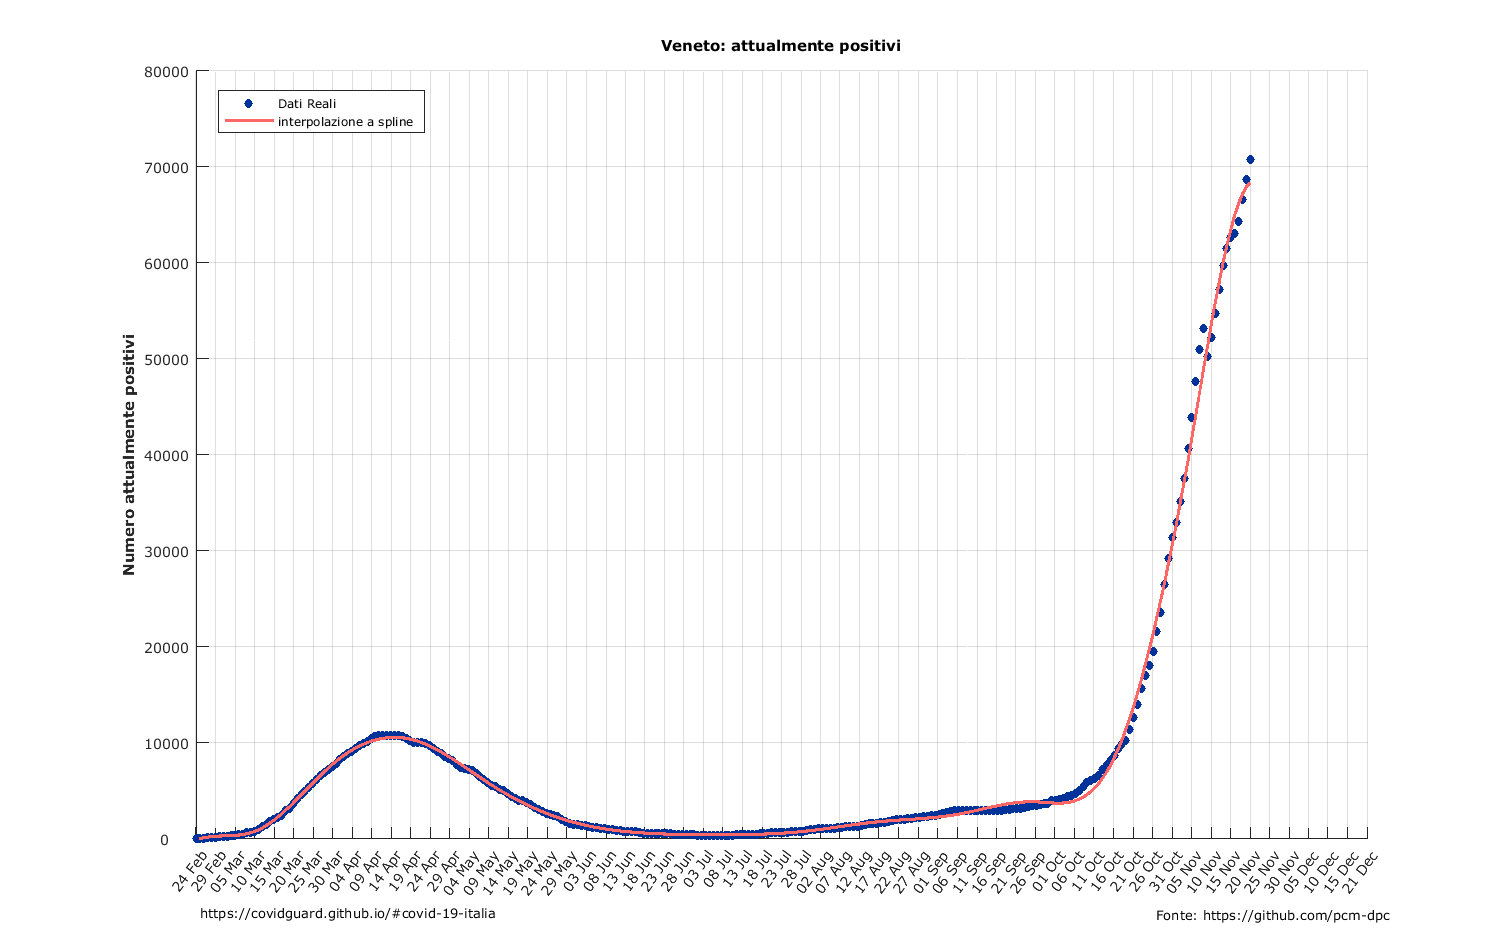 Veneto: attualmente positivi
80000
70000
60000
50000
40000
30000
20000
10000
0
Numero attualmente positivi
Dati Reali
interpolazione a spline
24 Feb
29 Feb
05 Mar
10 Mar
15 Mar
20 Mar
25 Mar
30 Mar
04 Apr
09 Apr
14 Apr
19 Apr
24 Apr
29 Apr
04 May
09 May
14 May
19 May
24 May
29 May
03 Jun
08 Jun
13 Jun
18 Jun
23 Jun
28 Jun
03 Jul
08 Jul
13 Jul
18 Jul
23 Jul
28 Jul
02 Aug
07 Aug
12 Aug
17 Aug
22 Aug
27 Aug
01 Sep
06 Sep
11 Sep
16 Sep
21 Sep
26 Sep
01 Oct
06 Oct
11 Oct
16 Oct
21 Oct
26 Oct
31 Oct
05 Nov
10 Nov
15 Nov
20 Nov
25 Nov
30 Nov
05 Dec
10 Dec
15 Dec
21 Dec
https://covidguard.github.io/#covid-19-italia
Fonte: https://github.com/pcm-dpc